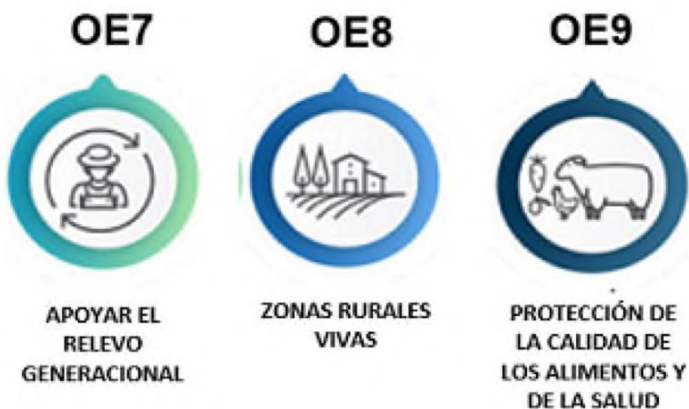 OE7
OE8
OE9
APOYAR EL
RELEVO
GENERACIONAL
ZONAS RURALES
VIVAS
PROTECCIÓN DE
LA CALIDAD DE
LOS ALIMENTOS Y
DE LA SALUD